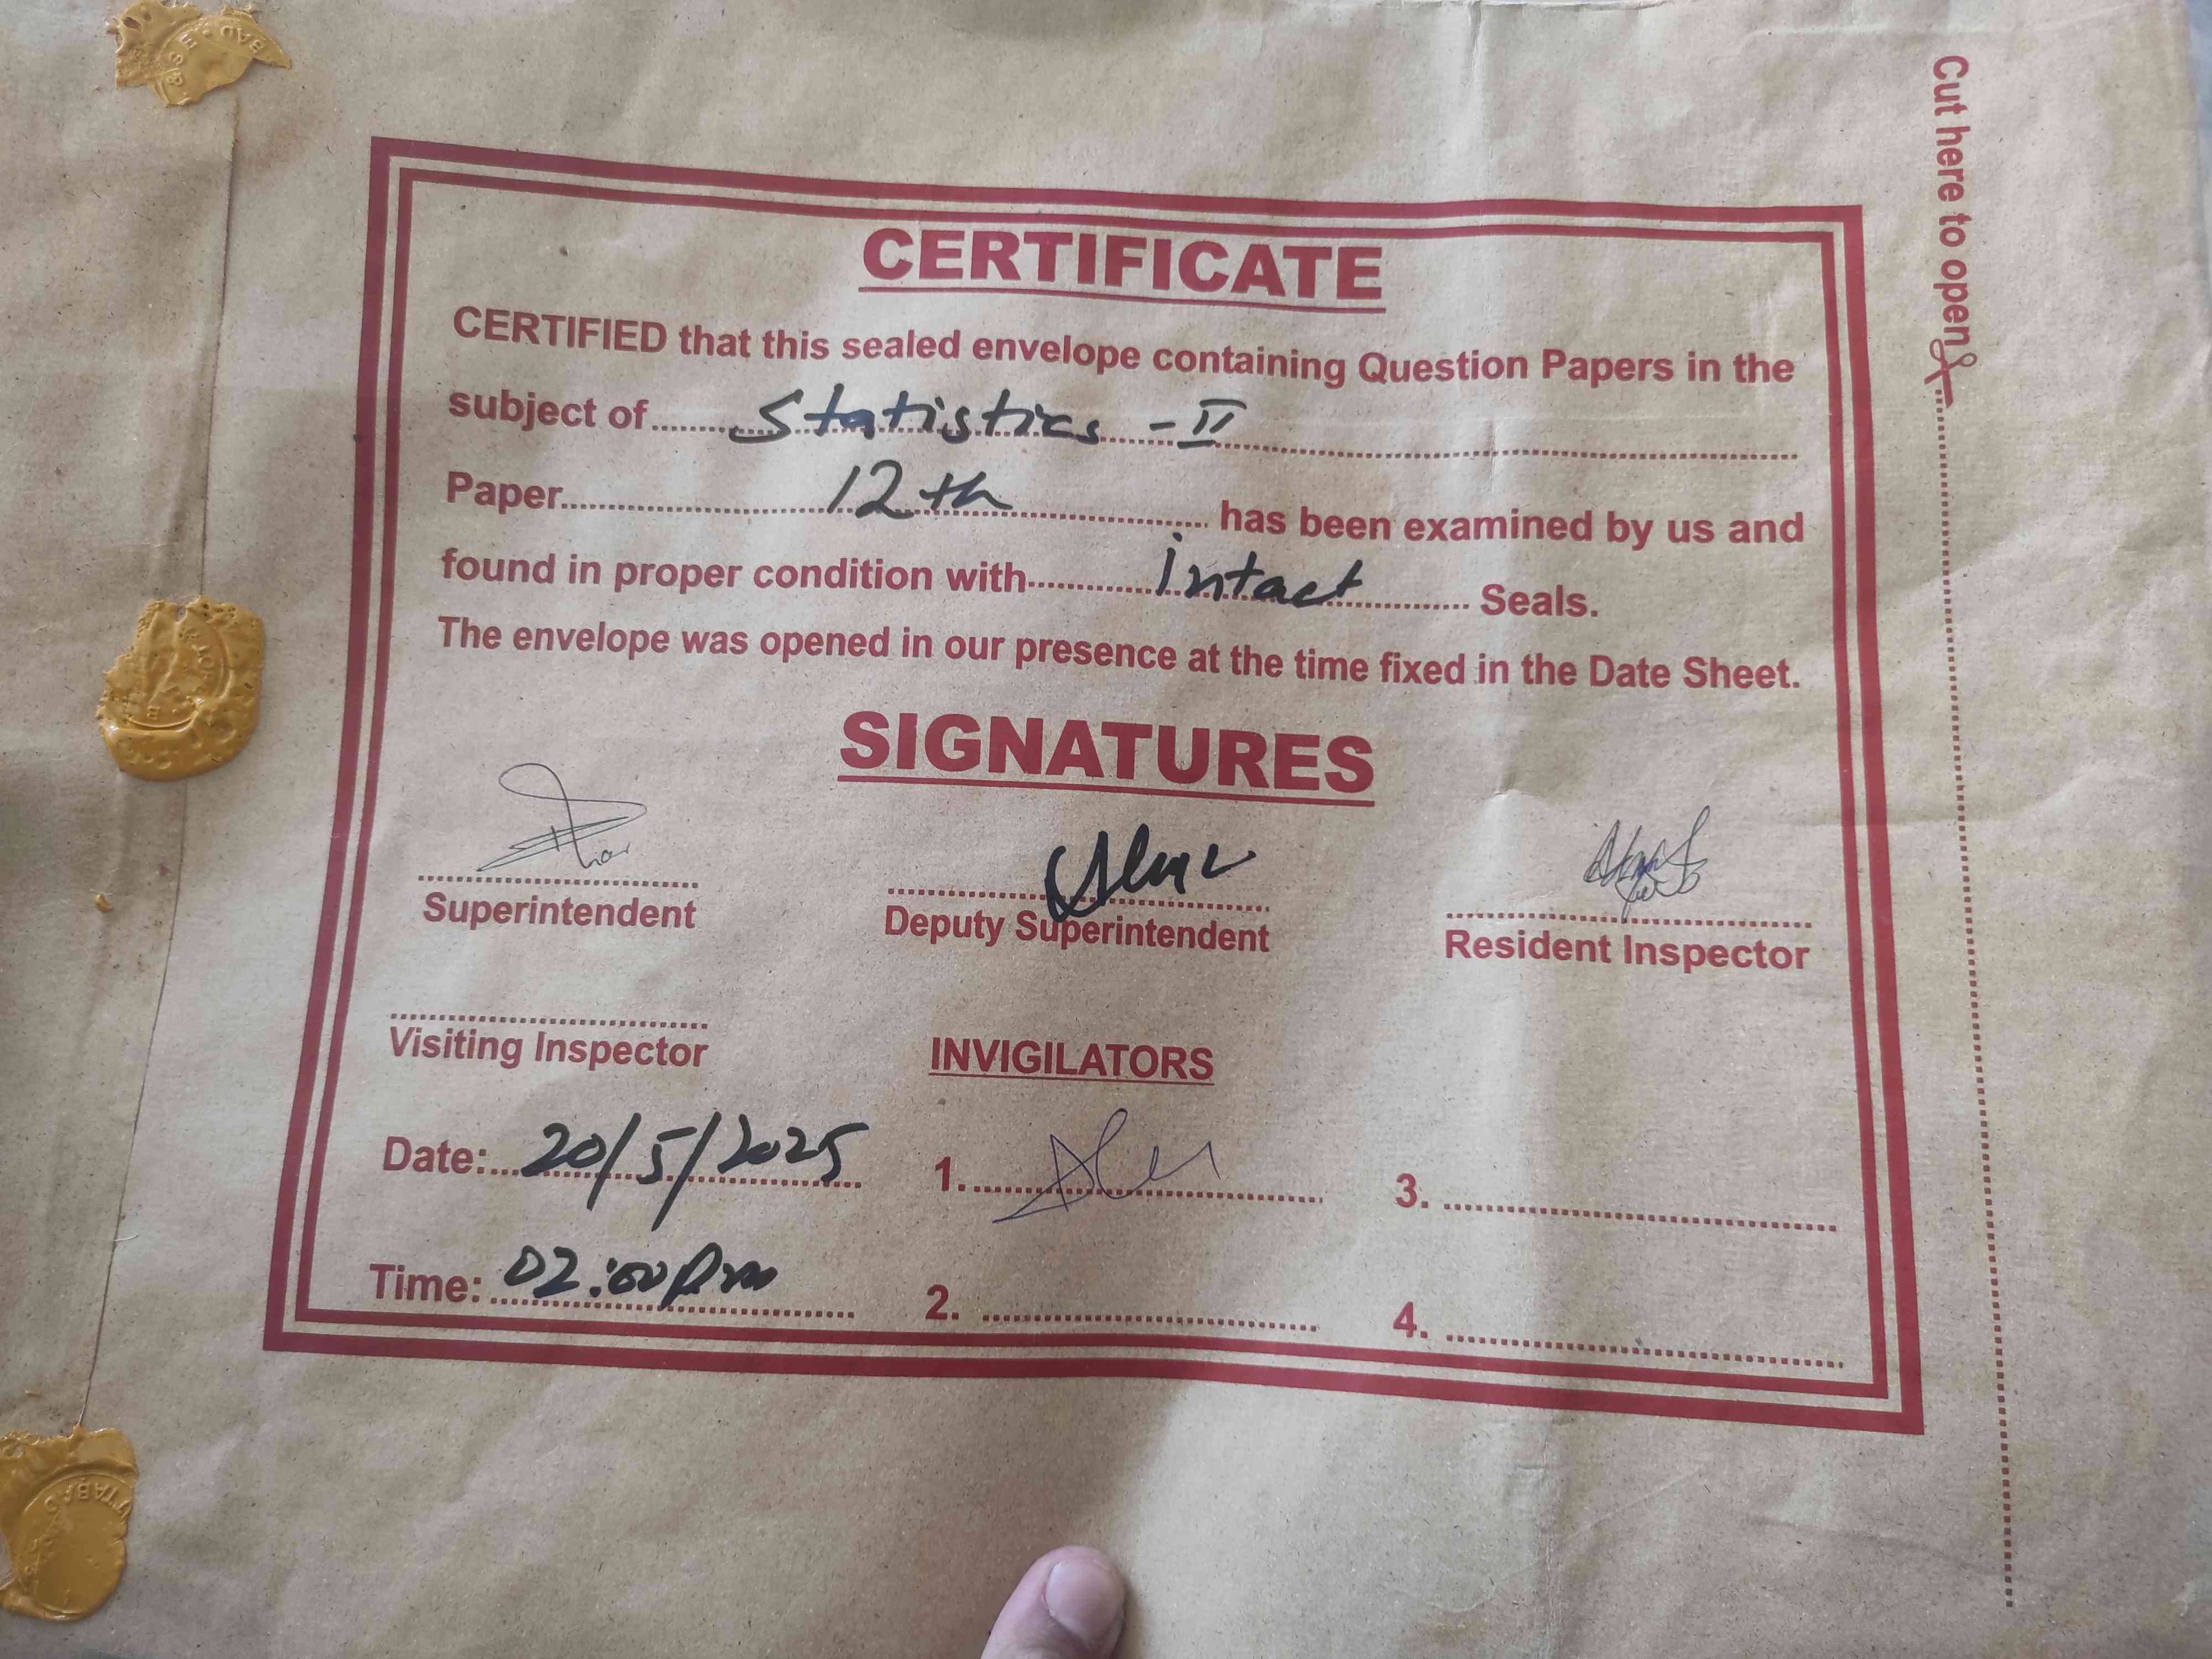 CERTIFICATE
CERTIFIED that this sealed envelope containing Question Papers in the
subject of Statistics - II
Paper 12th has been examined by us and
found in proper condition with intact Seals.
The envelope was opened in our presence at the time fixed in the Date Sheet.
SIGNATURES
Superintendent
Deputy Superintendent
Resident Inspector
Visiting Inspector
INVIGILATORS
Date: 20/5/2025
1.
3.
Time: 02:00 pm
2.
4.
Cut here to open